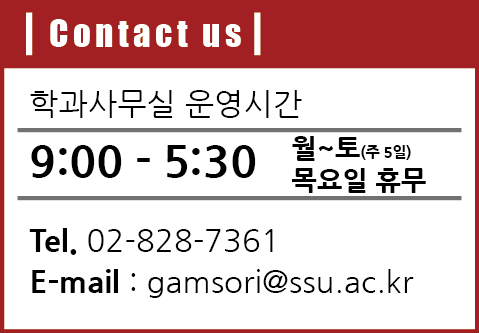 | Contact us |
학과사무실 운영시간
9:00 - 5:30
월~토(주 5일)
목요일 휴무
Tel. 02-828-7361
E-mail : gamsori@ssu.ac.kr